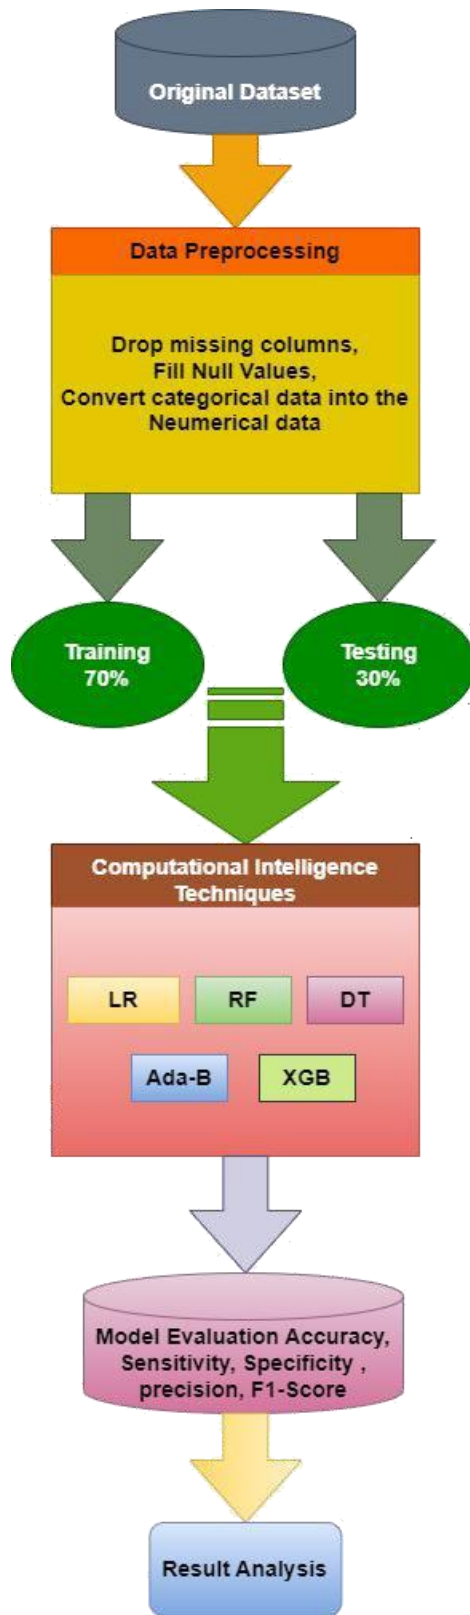 Original Dataset
Data Preprocessing
Drop missing columns,
Fill Null Values,
Convert categorical data into the
Neumerical data
Training
70%
Testing
30%
Computational Intelligence
Techniques
LR
RF
DT
Ada-B
XGB
Model Evaluation Accuracy,
Sensitivity, Specificity ,
precision, F1-Score
Result Analysis